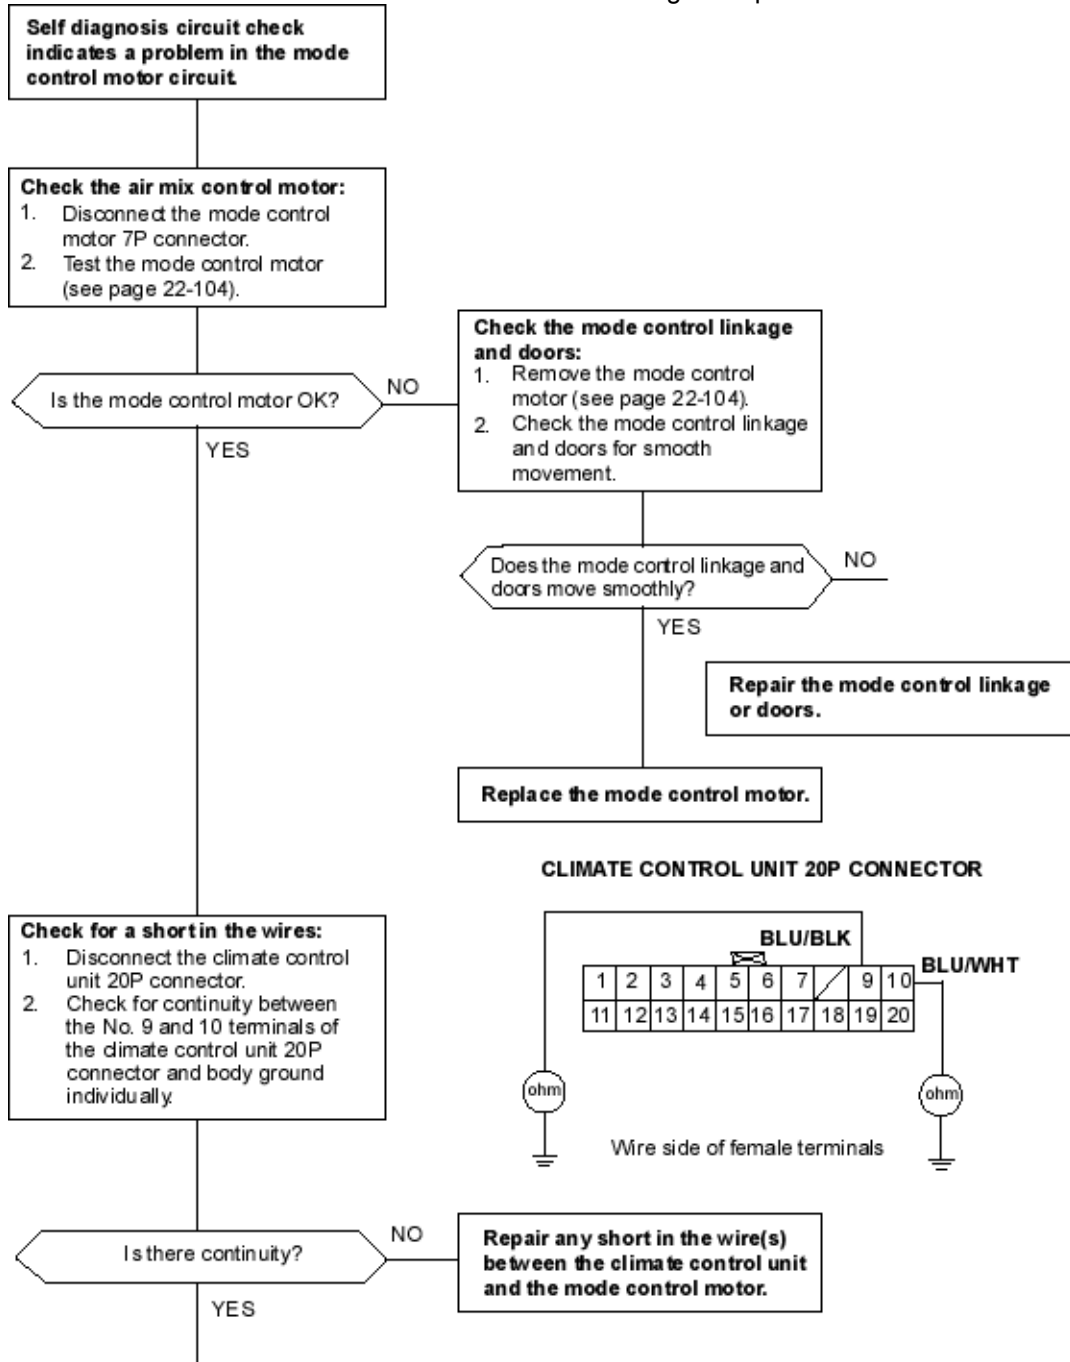 Self diagnosis circuit check
indicates a problem in the mode
control motor circuit.
Check the air mix control motor:
1. Disconnect the mode control
motor 7P connector.
2. Test the mode control motor
(see page 22-104).
Is the mode control motor OK?
NO
YES
Check the mode control linkage
and doors:
1. Remove the mode control
motor (see page 22-104).
2. Check the mode control linkage
and doors for smooth
movement.
Does the mode control linkage and
doors move smoothly?
NO
YES
Repair the mode control linkage
or doors.
Replace the mode control motor.
CLIMATE CONTROL UNIT 20P CONNECTOR
Check for a short in the wires:
1. Disconnect the climate control
unit 20P connector.
2. Check for continuity between
the No. 9 and 10 terminals of
the climate control unit 20P
connector and body ground
individually.
BLU/BLK
BLU/WHT
1 2 3 4 5 6 7 9 10
11 12 13 14 15 16 17 18 19 20
ohm
ohm
Wire side of female terminals
Is there continuity?
NO
YES
Repair any short in the wire(s)
between the climate control unit
and the mode control motor.